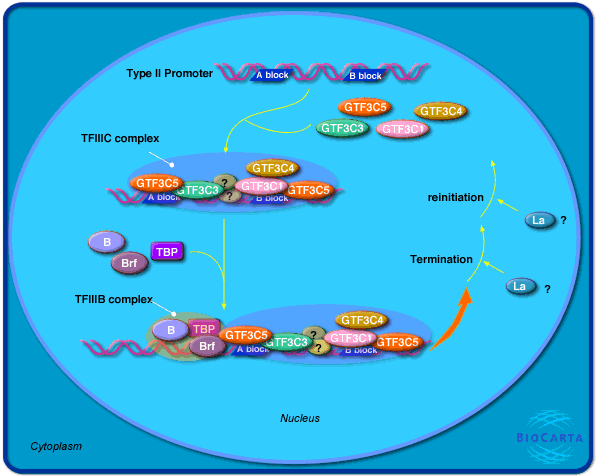 Type II Promoter
A block
B block
GTF3C5
GTF3C4
GTF3C3
GTF3C1
TFIIIC complex
GTF3C4
GTF3C5
GTF3C3
?
GTF3C1
GTF3C5
?
A block
B block
reinitiation
La ?
B
Brf
TBP
Termination
La ?
TFIIIB complex
B
TBP
Brf
GTF3C5
GTF3C3
?
?
GTF3C4
GTF3C1
GTF3C5
A block
B block
Nucleus
Cytoplasm
BIOCARTA